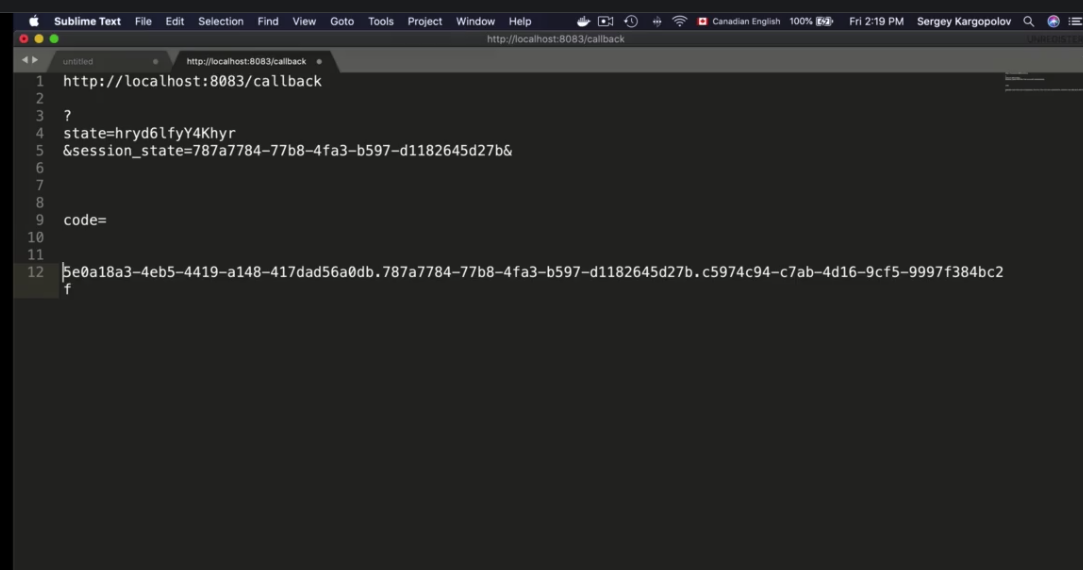 Sublime Text File Edit Selection Find View Goto Tools Project Window Help Canadian English 100% Fri 2:19 PM Sergey Kargopolov
http://localhost:8083/callback
untitled http://localhost:8083/callback
1 http://localhost:8083/callback
2
3 ?
4 state=hryd6lfyY4Khyr
5 &session_state=787a7784-77b8-4fa3-b597-d1182645d27b&
6
7
8
9 code=
10
11
12 5e0a18a3-4eb5-4419-a148-417dad56a0db.787a7784-77b8-4fa3-b597-d1182645d27b.c5974c94-c7ab-4d16-9cf5-9997f384bc2
f